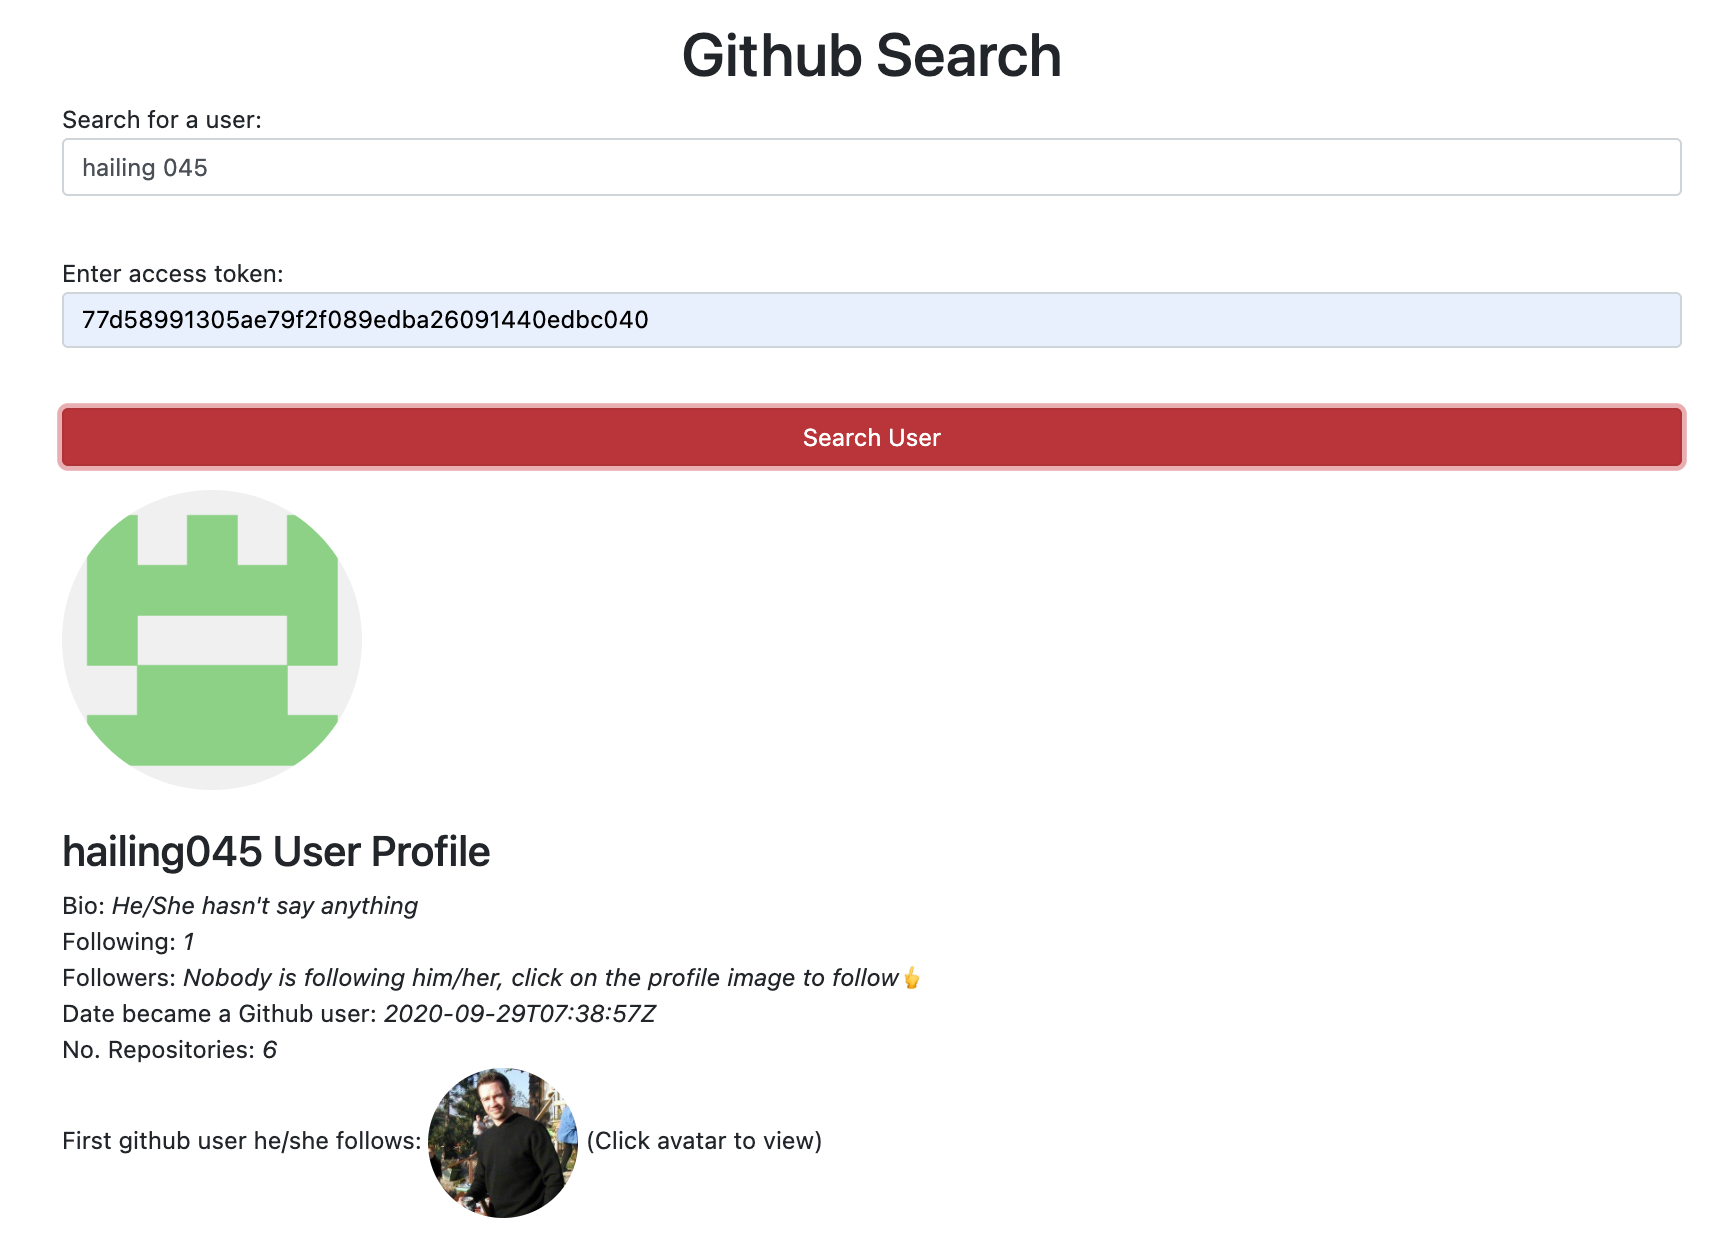 Github Search
Search for a user:
hailing 045
Enter access token:
77d58991305ae79f2f089edba26091440edbc040
Search User
hailing045 User Profile
Bio: He/She hasn't say anything
Following: 1
Followers: Nobody is following him/her, click on the profile image to follow👆
Date became a Github user: 2020-09-29T07:38:57Z
No. Repositories: 6
First github user he/she follows: (Click avatar to view)